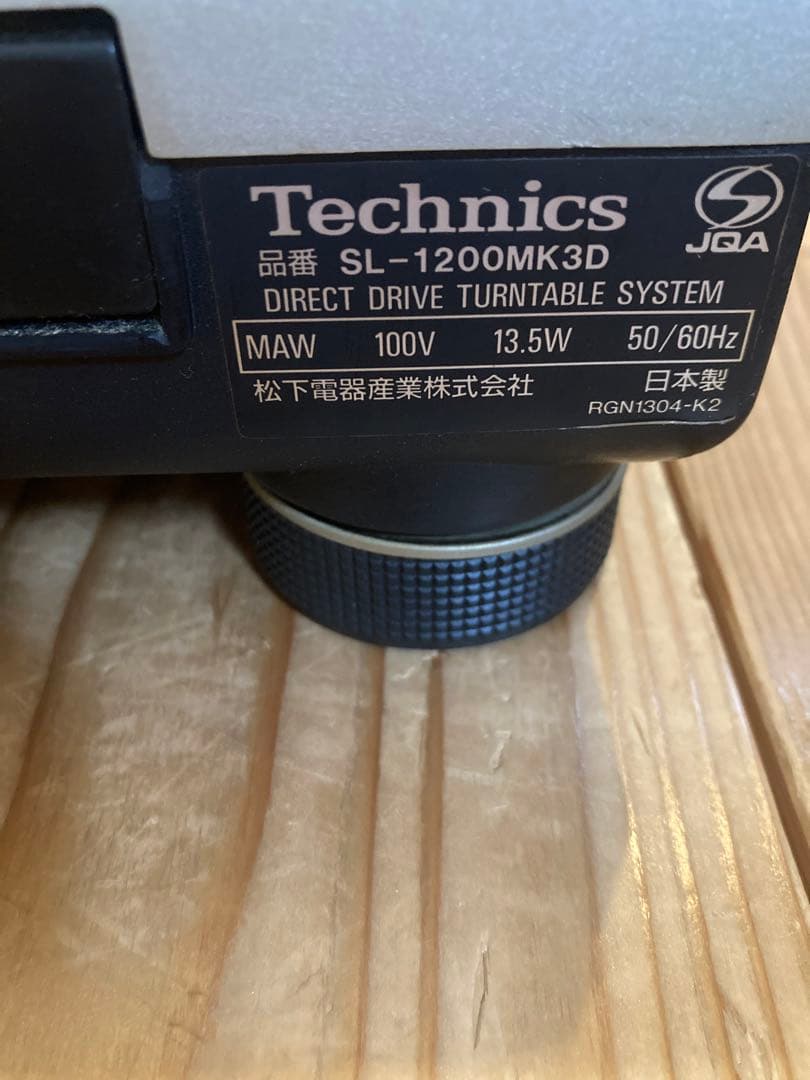 Technics
JQA
品番 SL-1200MK3D
DIRECT DRIVE TURNTABLE SYSTEM
MAW 100V 13.5W 50/60Hz
松下電器産業株式会社 日本製
RGN1304-K2